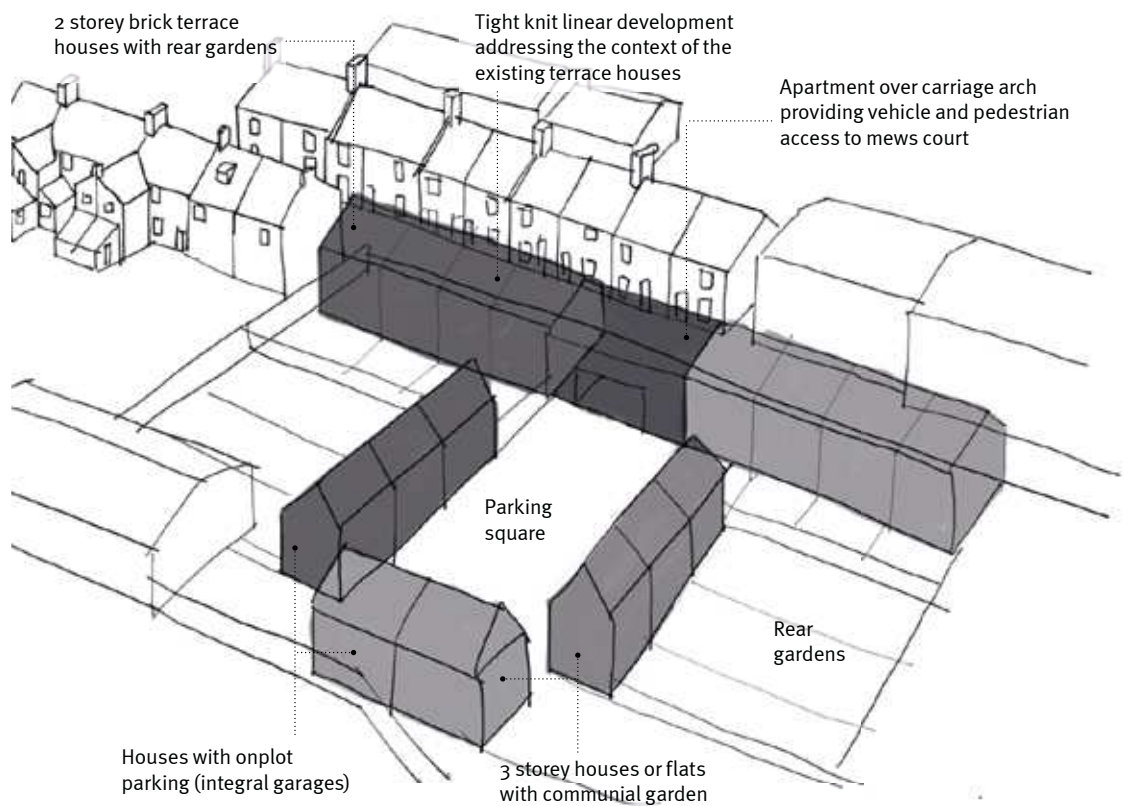 2 storey brick terrace
houses with rear gardens
Tight knit linear development
addressing the context of the
existing terrace houses
Apartment over carriage arch
providing vehicle and pedestrian
access to mews court
Parking
square
Rear
gardens
Houses with onplot
parking (integral garages)
3 storey houses or flats
with communal garden